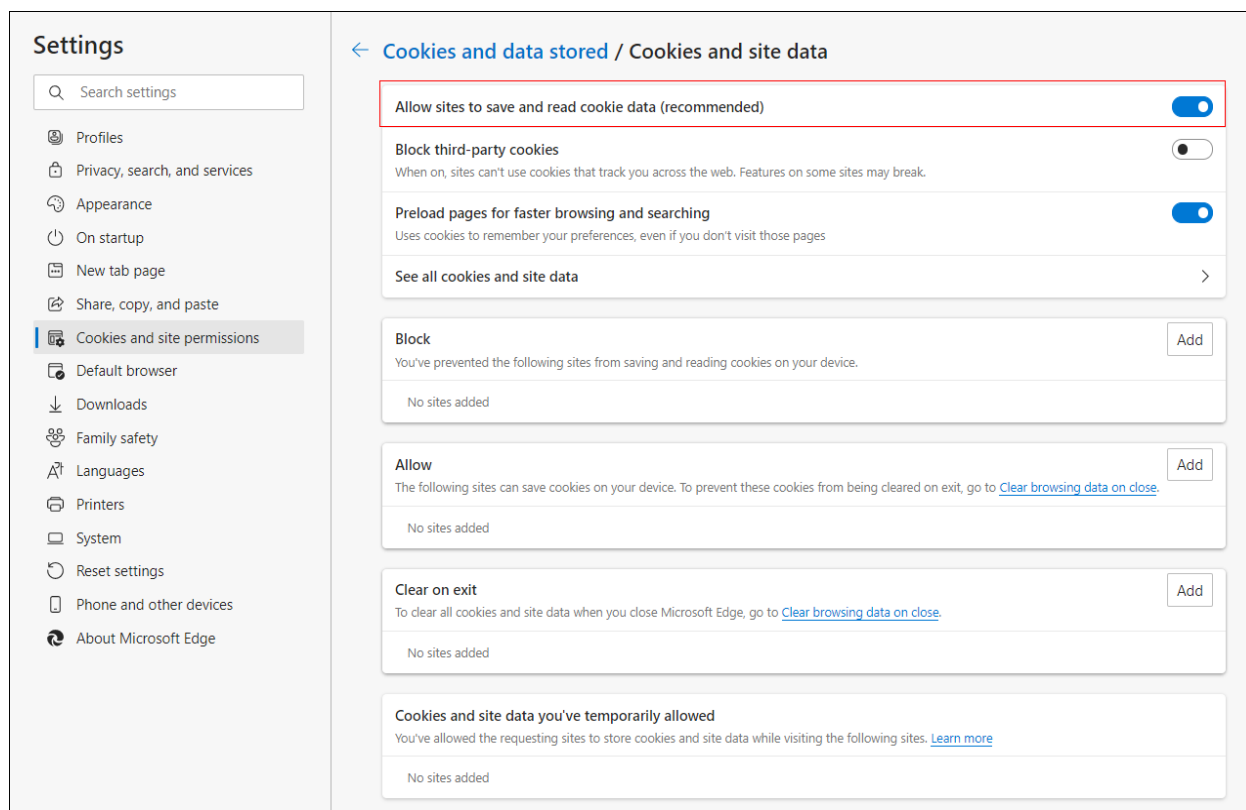 Settings
Search settings
Profiles
Privacy, search, and services
Appearance
On startup
New tab page
Share, copy, and paste
Cookies and site permissions
Default browser
Downloads
Family safety
Languages
Printers
System
Reset settings
Phone and other devices
About Microsoft Edge
Cookies and data stored / Cookies and site data
Allow sites to save and read cookie data (recommended)
Block third-party cookies
When on, sites can't use cookies that track you across the web. Features on some sites may break.
Preload pages for faster browsing and searching
Uses cookies to remember your preferences, even if you don't visit those pages
See all cookies and site data
Block
Add
You've prevented the following sites from saving and reading cookies on your device.
No sites added
Allow
Add
The following sites can save cookies on your device. To prevent these cookies from being cleared on exit, go to Clear browsing data on close.
No sites added
Clear on exit
Add
To clear all cookies and site data when you close Microsoft Edge, go to Clear browsing data on close.
No sites added
Cookies and site data you've temporarily allowed
You've allowed the requesting sites to store cookies and site data while visiting the following sites. Learn more
No sites added